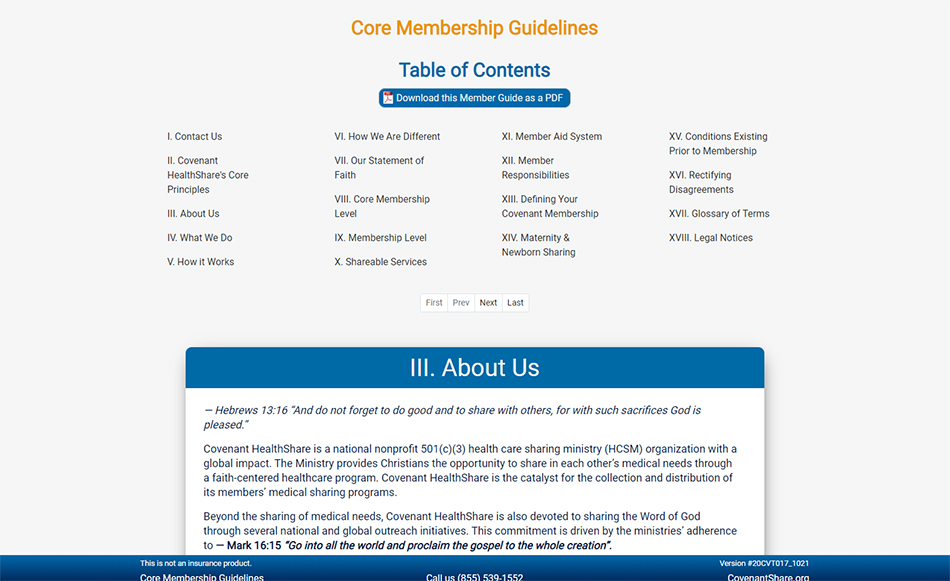 Core Membership Guidelines
Table of Contents
Download this Member Guide as a PDF
I. Contact Us
II. Covenant
HealthShare's Core
Principles
III. About Us
IV. What We Do
V. How it Works
VI. How We Are Different
VII. Our Statement of
Faith
VIII. Core Membership
Level
IX. Membership Level
X. Shareable Services
XI. Member Aid System
XII. Member
Responsibilities
XIII. Defining Your
Covenant Membership
XIV. Maternity &
Newborn Sharing
XV. Conditions Existing
Prior to Membership
XVI. Rectifying
Disagreements
XVII. Glossary of Terms
XVIII. Legal Notices
First Prev Next Last
III. About Us
— Hebrews 13:16 “And do not forget to do good and to share with others, for with such sacrifices God is
pleased.”
Covenant HealthShare is a national nonprofit 501(c)(3) health care sharing ministry (HCSM) organization with a
global impact. The Ministry provides Christians the opportunity to share in each other’s medical needs through
a faith-centered healthcare program. Covenant HealthShare is the catalyst for the collection and distribution of
its members’ medical sharing programs.
Beyond the sharing of medical needs, Covenant HealthShare is also devoted to sharing the Word of God
through several national and global outreach initiatives. This commitment is driven by the ministries’ adherence
to — Mark 16:15 “Go into all the world and proclaim the gospel to the whole creation”.
This is not an insurance product. Version #20CVT017_1021
Core Membership Guidelines Call us (855) 539-1552 CovenantShare.org